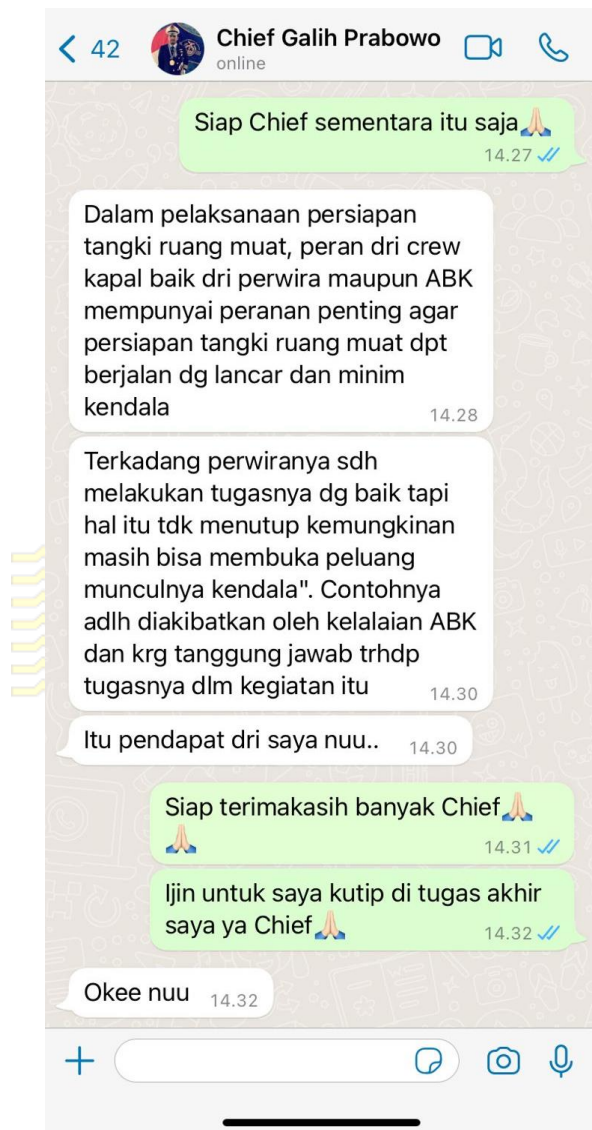 42
Chief Galih Prabowo
online
Siap Chief sementara itu saja🙏🏻
14.27
Dalam pelaksanaan persiapan
tangki ruang muat, peran dri crew
kapal baik dri perwira maupun ABK
mempunyai peranan penting agar
persiapan tangki ruang muat dpt
berjalan dg lancar dan minim
kendala
14.28
Terkadang perwiranya sdh
melakukan tugasnya dg baik tapi
hal itu tdk menutup kemungkinan
masih bisa membuka peluang
munculnya kendala". Contohnya
adlh diakibatkan oleh kelalaian ABK
dan krg tanggung jawab trhdp
tugasnya dlm kegiatan itu
14.30
Itu pendapat dri saya nuu..
14.30
Siap terimakasih banyak Chief🙏🏻
🙏🏻
14.31
Ijin untuk saya kutip di tugas akhir
saya ya Chief🙏🏻
14.32
Okee nuu
14.32